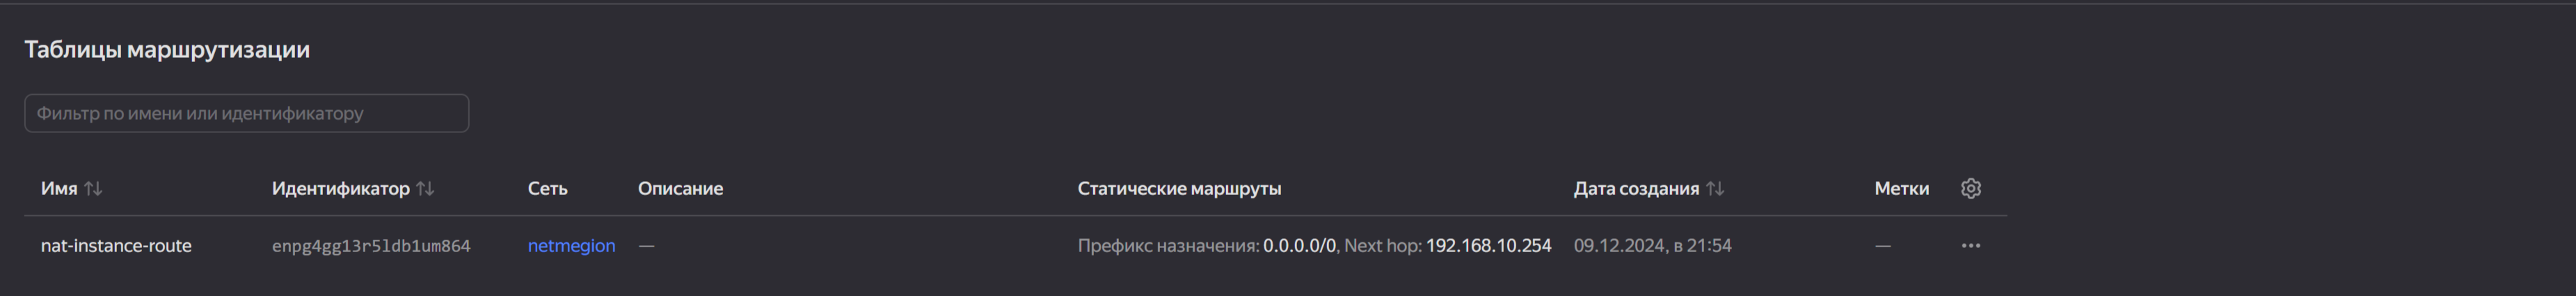 Таблицы маршрутизации
Фильтр по имени или идентификатору
Имя Идентификатор Сеть Описание Статические маршруты Дата создания Метки
nat-instance-route enpg4gg13r5ldb1um864 netmegion — Префикс назначения: 0.0.0.0/0, Next hop: 192.168.10.254 09.12.2024, в 21:54 —